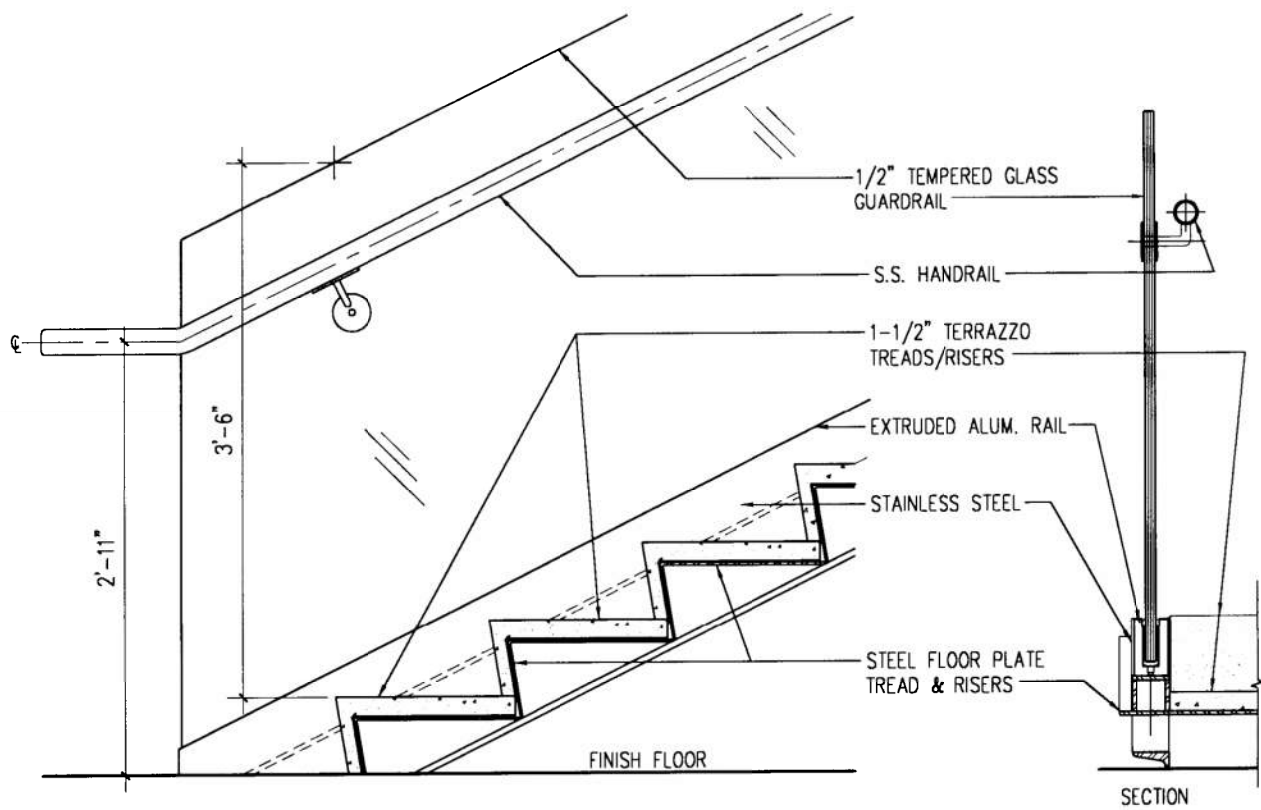 1/2" TEMPERED GLASS
GUARDRAIL
S.S. HANDRAIL
℄
1-1/2" TERRAZZO
TREADS/RISERS
3'-6"
EXTRUDED ALUM. RAIL
STAINLESS STEEL
2'-11"
STEEL FLOOR PLATE
TREAD & RISERS
FINISH FLOOR
SECTION